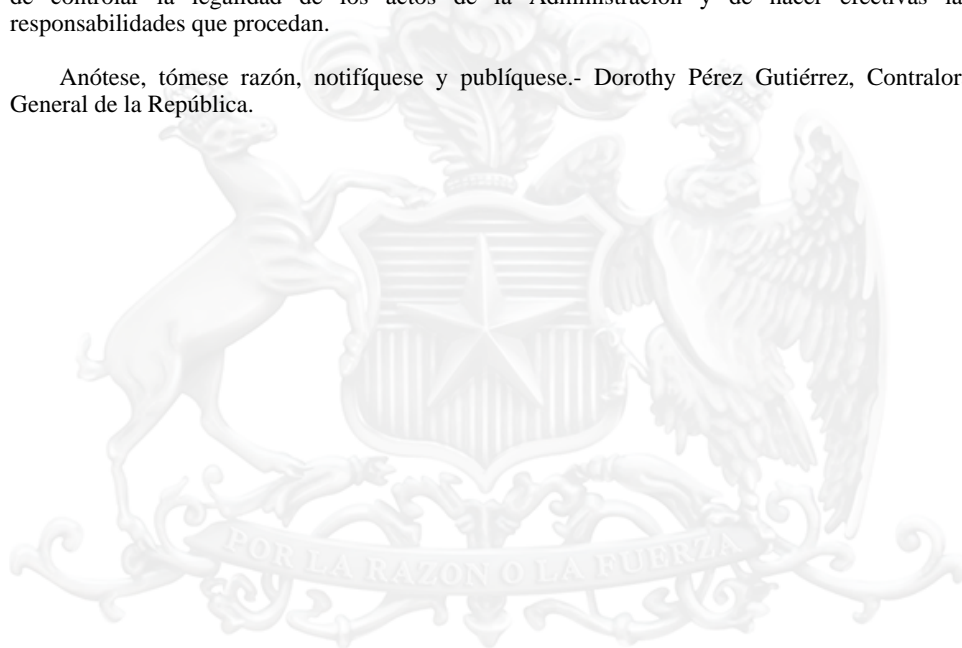 de controlar la legalidad de los actos de la Administración y de hacer efectivas la
responsabilidades que procedan.
Anótese, tómese razón, notifíquese y publíquese.- Dorothy Pérez Gutiérrez, Contralor
General de la República.
POR LA RAZON O LA FUERZA